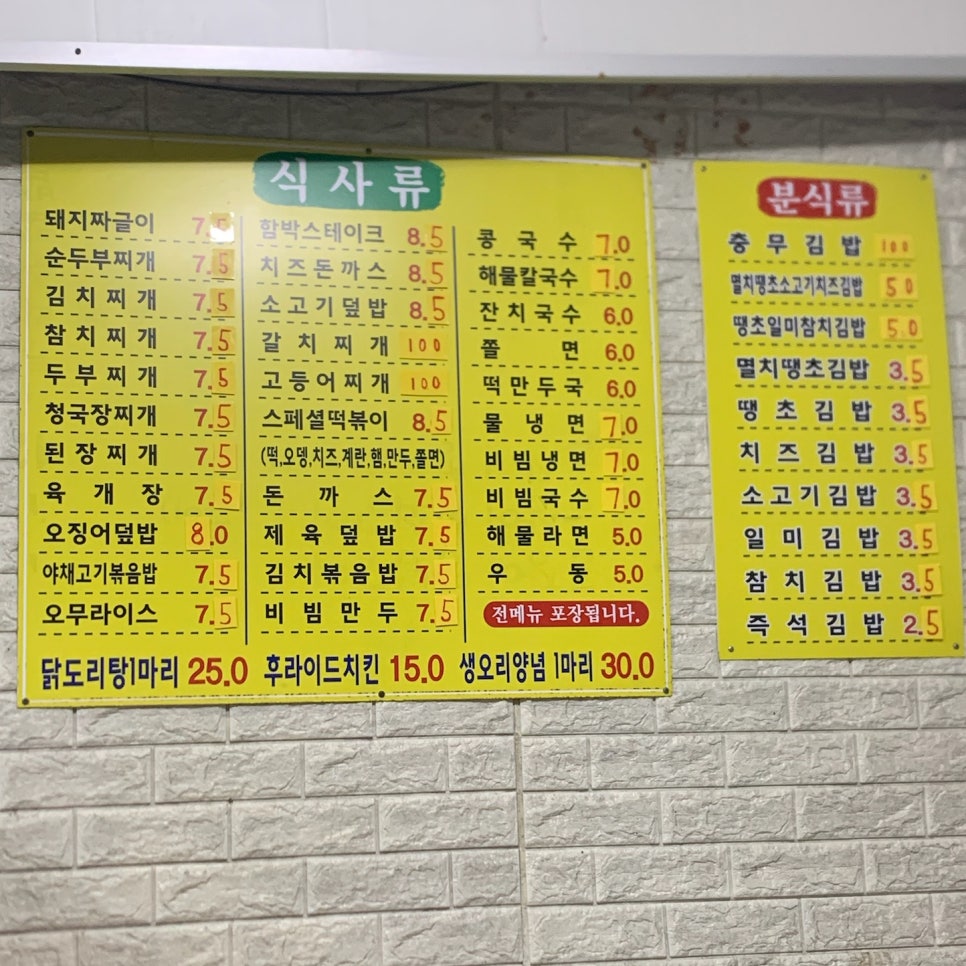 식사류
돼지짜글이 7.5
순두부찌개 7.5
김치찌개 7.5
참치찌개 7.5
두부찌개 7.5
청국장찌개 7.5
된장찌개 7.5
육개장 7.5
오징어덮밥 8.0
야채고기볶음밥 7.5
오무라이스 7.5
함박스테이크 8.5
치즈돈까스 8.5
소고기덮밥 8.5
갈치찌개 100
고등어찌개 100
스페셜떡볶이 8.5
(떡,오뎅,치즈,계란,햄,만두,쫄면)
돈까스 7.5
제육덮밥 7.5
김치볶음밥 7.5
비빔만두 7.5
콩국수 7.0
해물칼국수 7.0
잔치국수 6.0
쫄면 6.0
떡만두국 6.0
물냉면 7.0
비빔냉면 7.0
비빔국수 7.0
해물라면 5.0
우동 5.0
전메뉴 포장됩니다.
닭도리탕1마리 25.0 후라이드치킨 15.0 생오리양념 1마리 30.0
분식류
충무김밥 100
멸치땡초소고기치즈김밥 50
땡초일미참치김밥 5.0
멸치땡초김밥 3.5
땡초김밥 3.5
치즈김밥 3.5
소고기김밥 3.5
일미김밥 3.5
참치김밥 3.5
즉석김밥 2.5